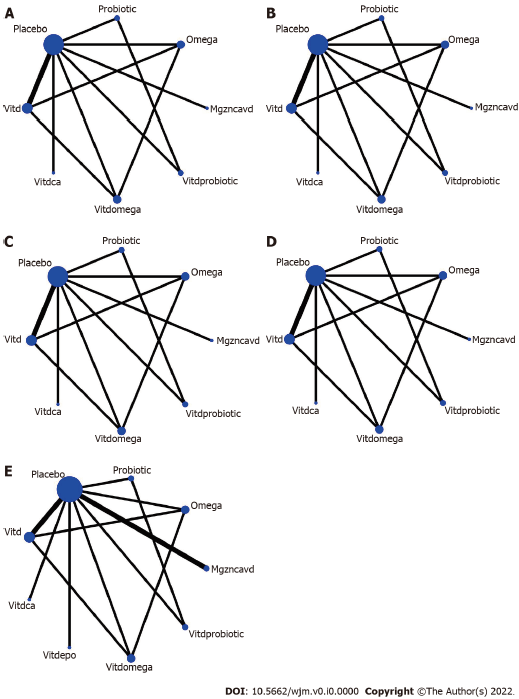 A
Probiotic
Placebo
Omega
Vitd
Mgzncavd
Vitdca
Vitdprobiotic
Vitdomega
B
Probiotic
Placebo
Omega
Vitd
Mgzncavd
Vitdca
Vitdprobiotic
Vitdomega
C
Probiotic
Placebo
Omega
Vitd
Mgzncavd
Vitdca
Vitdprobiotic
Vitdomega
D
Probiotic
Placebo
Omega
Vitd
Mgzncavd
Vitdca
Vitdprobiotic
Vitdomega
E
Probiotic
Placebo
Omega
Vitd
Mgzncavd
Vitdca
Vitdprobiotic
Vitdepo
Vitdomega
DOI: 10.5662/wjm.v0.i0.0000 Copyright ©The Author(s) 2022.